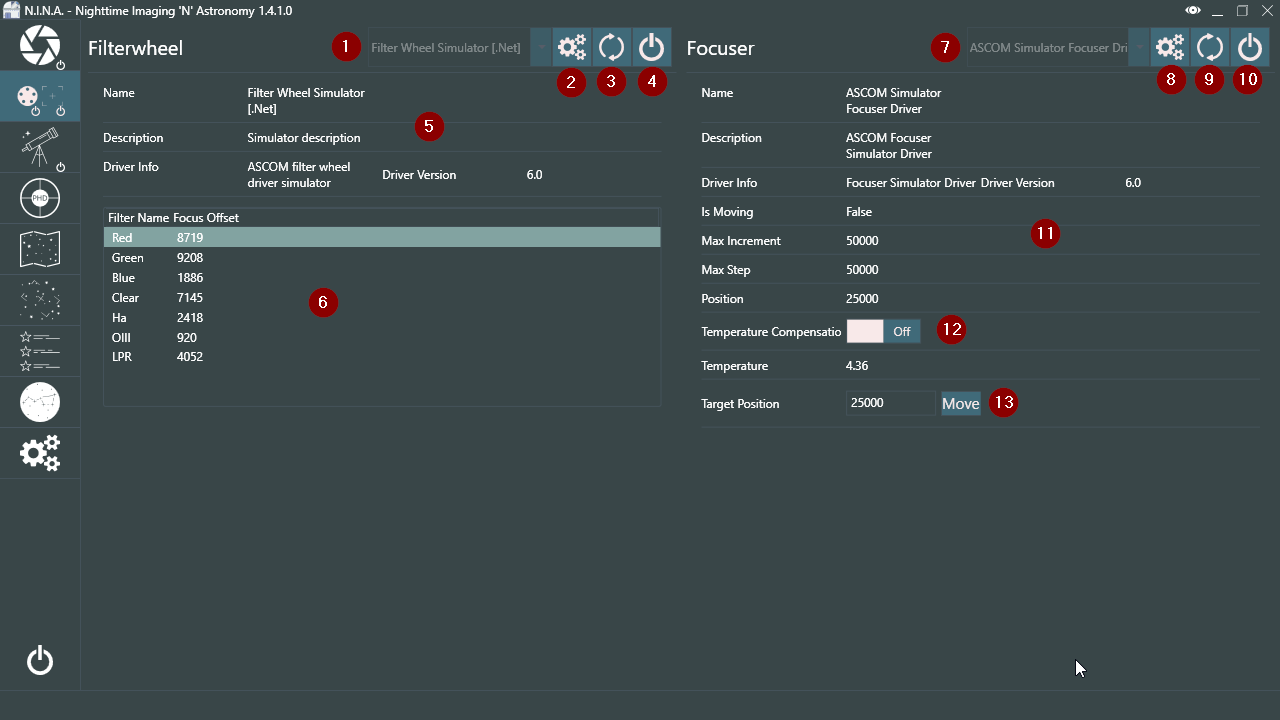 N.I.N.A. - Nighttime Imaging 'N' Astronomy 1.4.1.0
Filterwheel
1
Filter Wheel Simulator [.Net]
2
3
4
Name
Filter Wheel Simulator
[.Net]
5
Description
Simulator description
Driver Info
ASCOM filter wheel
driver simulator
Driver Version
6.0
Filter Name Focus Offset
Red 8719
Green 9208
Blue 1886
Clear 7145
Ha 2418
OIII 920
LPR 4052
6
Focuser
7
ASCOM Simulator Focuser Dri
8
9
10
Name
ASCOM Simulator
Focuser Driver
Description
ASCOM Focuser
Simulator Driver
Driver Info
Focuser Simulator Driver
Driver Version
6.0
Is Moving
False
11
Max Increment
50000
Max Step
50000
Position
25000
Temperature Compensatio
Off
12
Temperature
4.36
Target Position
25000
Move
13
PHD